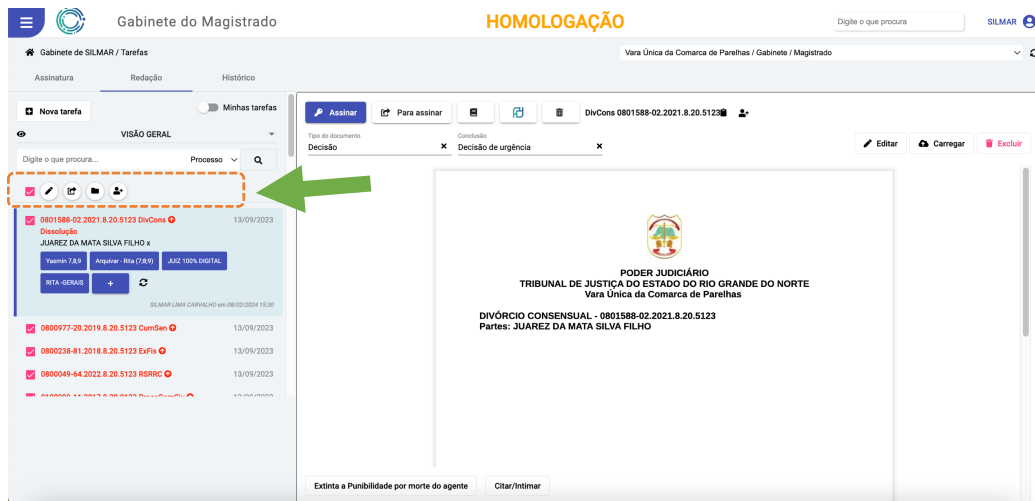 Gabinete do Magistrado
HOMOLOGAÇÃO
Digite o que procura
SILMAR
Gabinete de SILMAR / Tarefas
Vara Única da Comarca de Parelhas / Gabinete / Magistrado
Assinatura
Redação
Histórico
Nova tarefa
Minhas tarefas
VISÃO GERAL
Digite o que procura...
Processo
0801588-02.2021.8.20.5123 DivCons
13/09/2023
Dissolução
JUAREZ DA MATA SILVA FILHO x
Yasmin 7,8,9
Arquivar - Rita (7,8,9)
JUIZ 100% DIGITAL
RITA -GERAIS
+
SILMAR LIMA CARVALHO em 08/02/2024 15:30
0800977-20.2019.8.20.5123 CumSen
13/09/2023
0800238-81.2018.8.20.5123 ExFis
13/09/2023
0800049-64.2022.8.20.5123 RSRRC
13/09/2023
Assinar
Para assinar
DivCons 0801588-02.2021.8.20.5123
Tipo do documento
Decisão
Conclusão
Decisão de urgência
Editar
Carregar
Excluir
PODER JUDICIÁRIO
TRIBUNAL DE JUSTIÇA DO ESTADO DO RIO GRANDE DO NORTE
Vara Única da Comarca de Parelhas
DIVÓRCIO CONSENSUAL - 0801588-02.2021.8.20.5123
Partes: JUAREZ DA MATA SILVA FILHO
Extinta a Punibilidade por morte do agente
Citar/Intimar